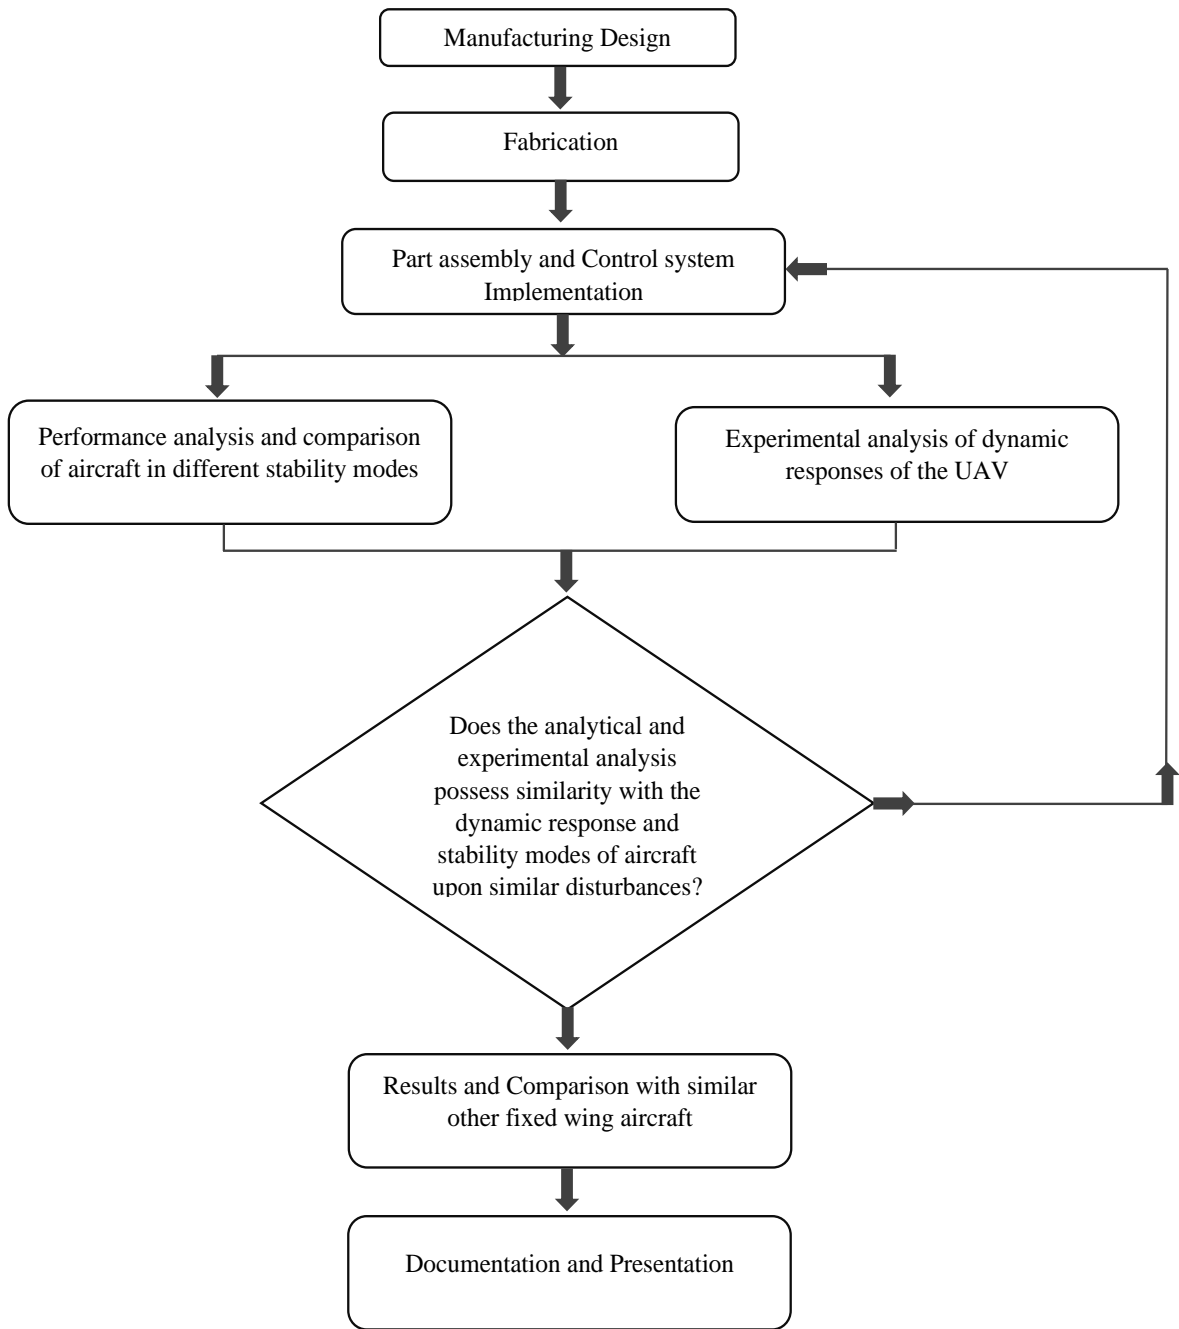 Manufacturing Design
Fabrication
Part assembly and Control system
Implementation
Performance analysis and comparison
of aircraft in different stability modes
Experimental analysis of dynamic
responses of the UAV
Does the analytical and
experimental analysis
possess similarity with the
dynamic response and
stability modes of aircraft
upon similar disturbances?
Results and Comparison with similar
other fixed wing aircraft
Documentation and Presentation